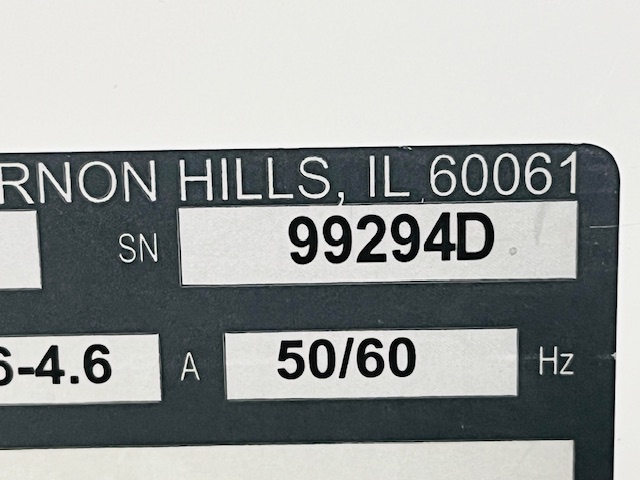 RNON HILLS, IL 60061
SN 99294D
6-4.6 A 50/60 Hz